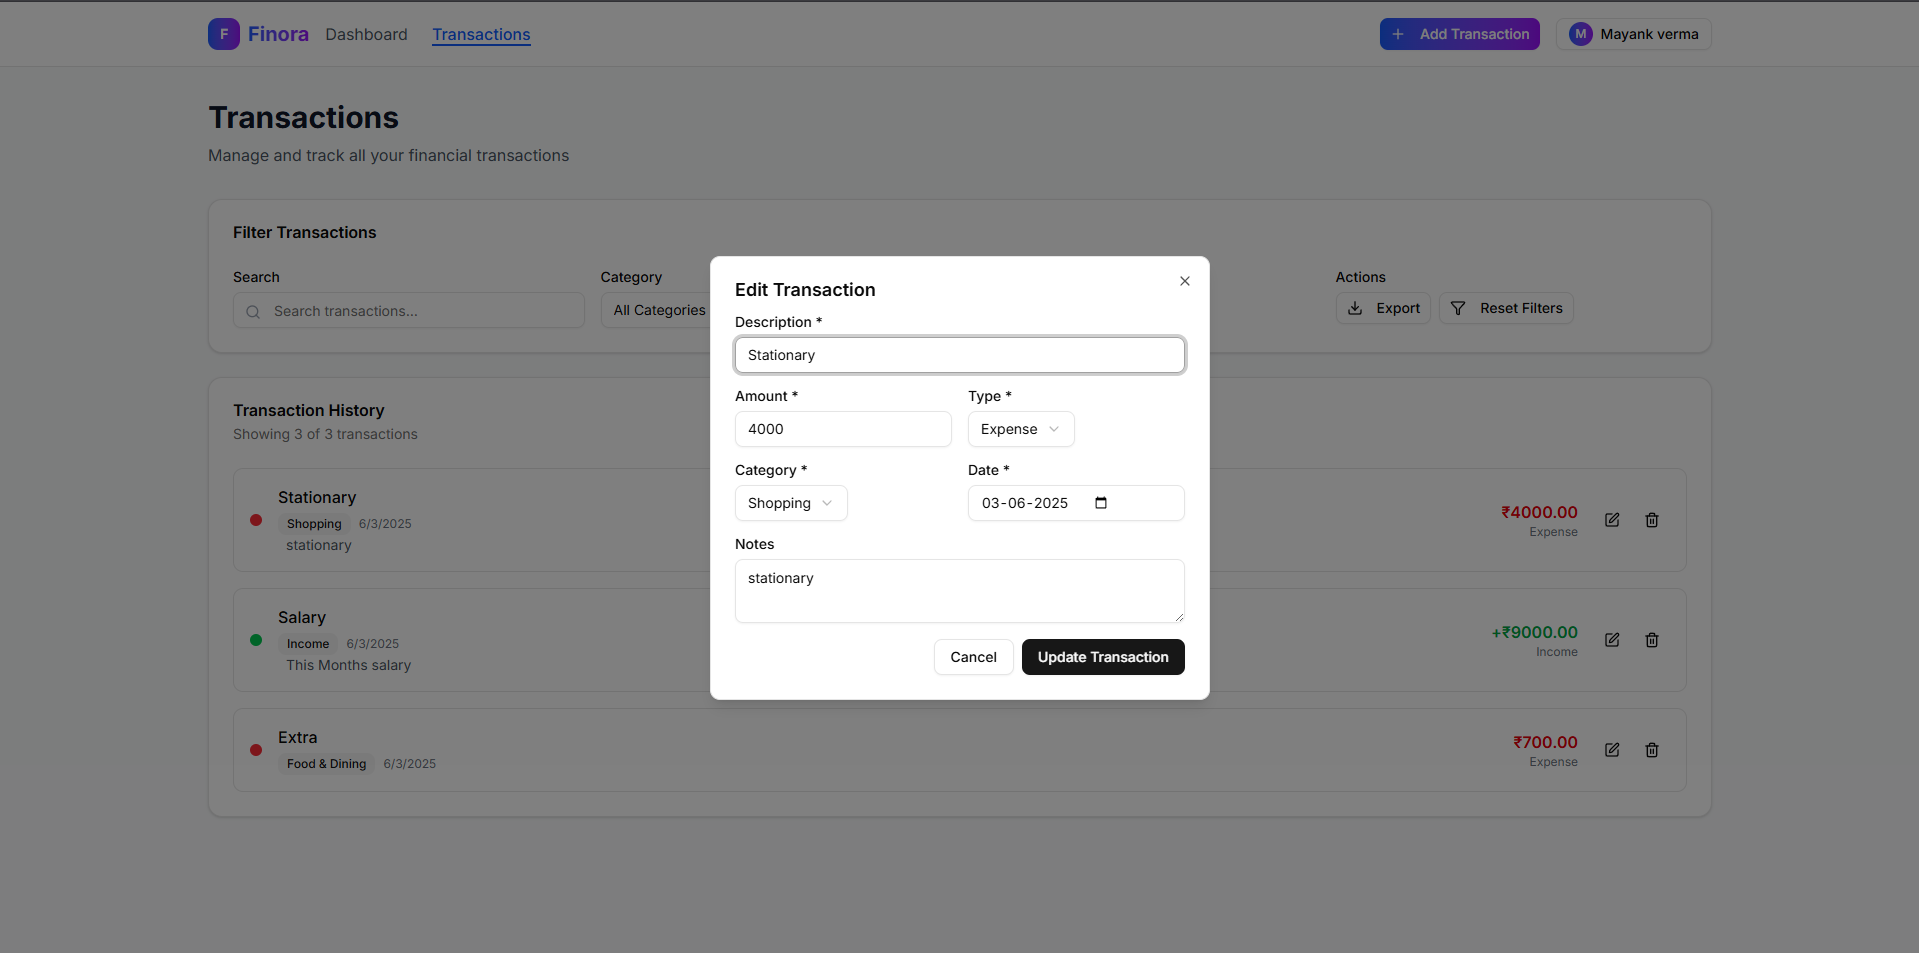 F Finora Dashboard Transactions + Add Transaction M Mayank verma
Transactions
Manage and track all your financial transactions
Filter Transactions
Search Category Actions
Search transactions... All Categories Export Reset Filters
Edit Transaction
Description *
Stationary
Amount * Type *
4000 Expense
Category * Date *
Shopping 03-06-2025
Notes
stationary
Cancel Update Transaction
Transaction History
Showing 3 of 3 transactions
Stationary
Shopping 6/3/2025
stationary
₹4000.00
Expense
Salary
Income 6/3/2025
This Months salary
+₹9000.00
Income
Extra
Food & Dining 6/3/2025
₹700.00
Expense